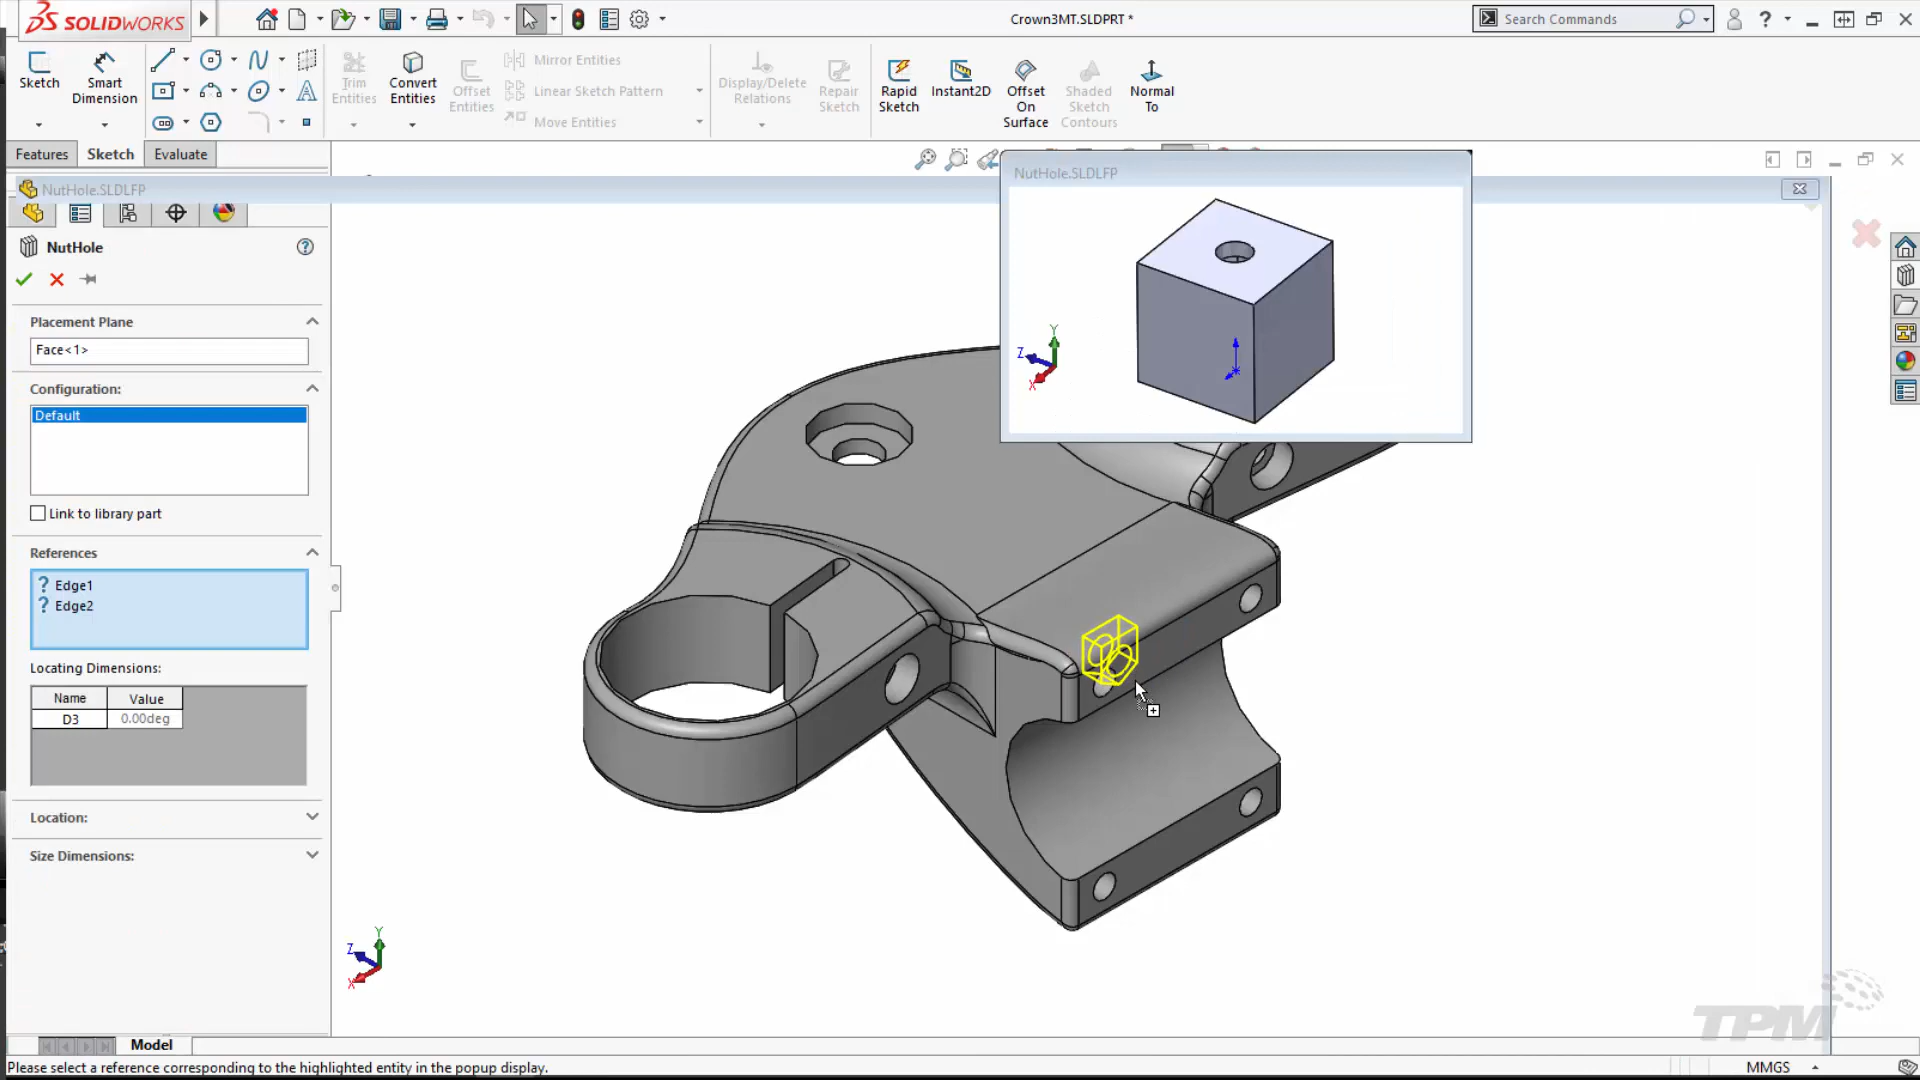 SOLIDWORKS
Crown3MT.SLDPRT *
Search Commands
Sketch
Smart
Dimension
Trim
Entities
Convert
Entities
Offset
Entities
Mirror Entities
Linear Sketch Pattern
Move Entities
Display/Delete
Relations
Repair
Sketch
Rapid
Sketch
Instant2D
Offset
On
Surface
Shaded
Sketch
Contours
Normal
To
Features
Sketch
Evaluate
NutHole.SLDLFP
NutHole
Placement Plane
Face<1>
Configuration:
Default
Link to library part
References
? Edge1
? Edge2
Locating Dimensions:
Name Value
D3 0.00deg
Location:
Size Dimensions:
NutHole.SLDLFP
Y
Z
X
Y
Z
X
TPM
Model
Please select a reference corresponding to the highlighted entity in the popup display.
MMGS